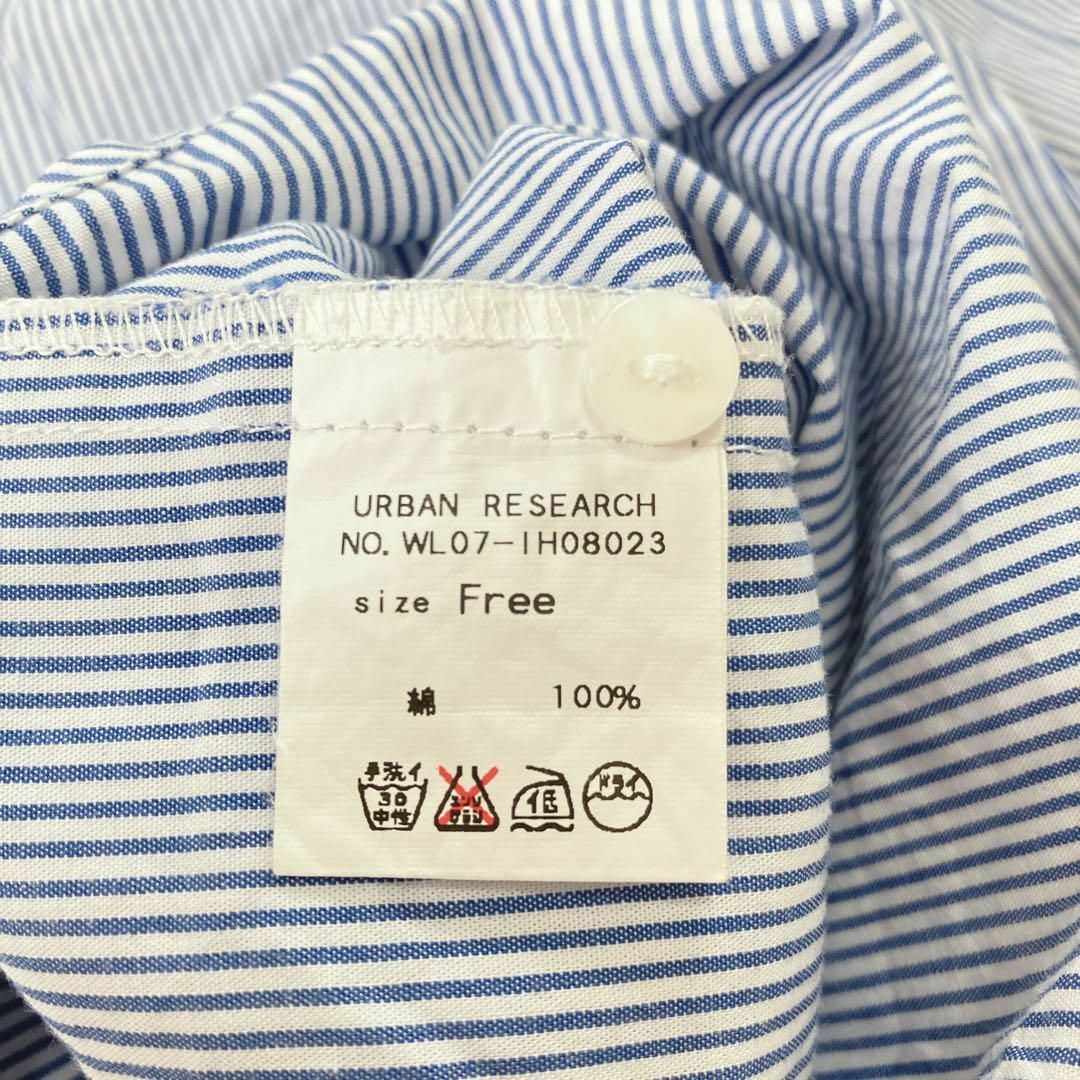 URBAN RESEARCH
NO. WL07-IH08023
size Free
綿 100%
手洗イ
30
中性
エンソ
サラシ
低
ドライ